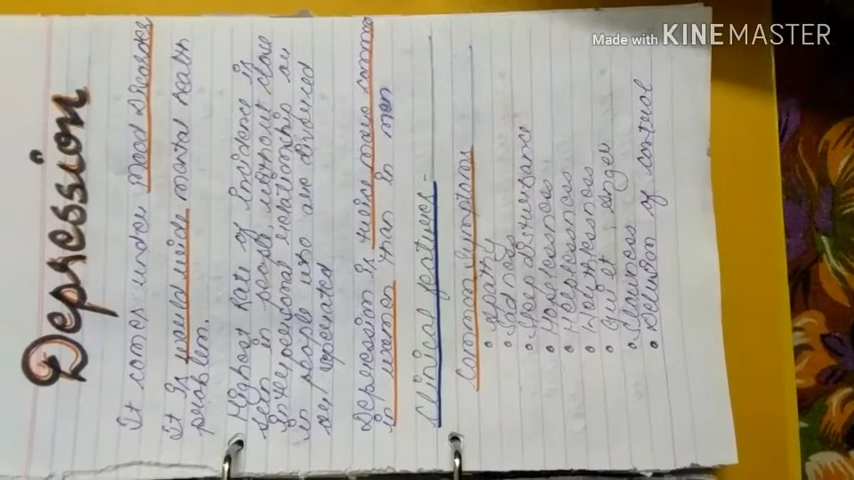 Made with KINEMASTER
Depression
It comes under mood disorder
It is world wide mental health
problem.
Highest Rate of Incidence is
seen in people, without close
interpersonal relationship or
in people who are divorced
or seperated
Depression is twice more common
in women than in men
Clinical features -
Common Symptoms
• Apathy
• Sadness
• Sleep disturbance
• Hopelessness
• Helplessness
• Worthlessness
• Guilt, anger
• Slowness
• Delusion of control